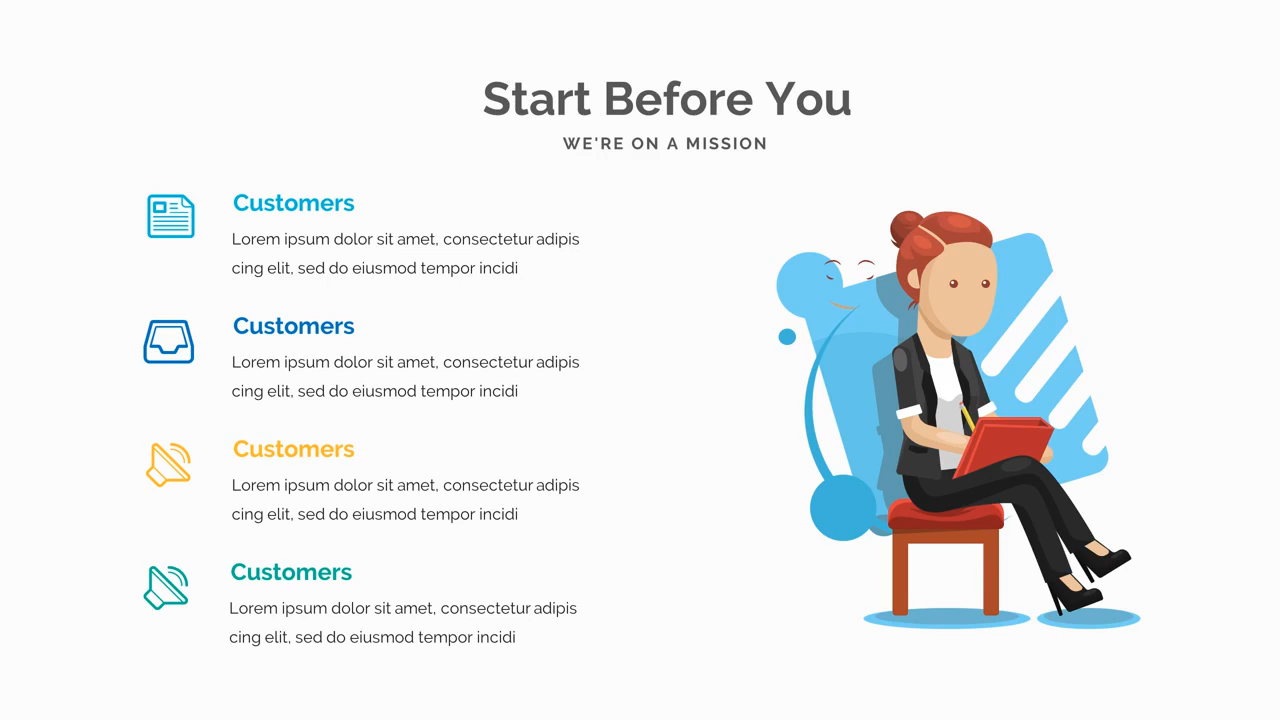 Start Before You
WE'RE ON A MISSION
Customers
Lorem ipsum dolor sit amet, consectetur adipis
cing elit, sed do eiusmod tempor incidi
Customers
Lorem ipsum dolor sit amet, consectetur adipis
cing elit, sed do eiusmod tempor incidi
Customers
Lorem ipsum dolor sit amet, consectetur adipis
cing elit, sed do eiusmod tempor incidi
Customers
Lorem ipsum dolor sit amet, consectetur adipis
cing elit, sed do eiusmod tempor incidi